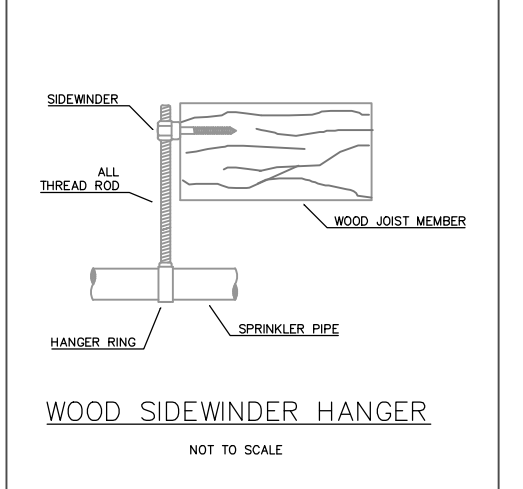 SIDEWINDER
ALL
THREAD ROD
WOOD JOIST MEMBER
SPRINKLER PIPE
HANGER RING
WOOD SIDEWINDER HANGER
NOT TO SCALE